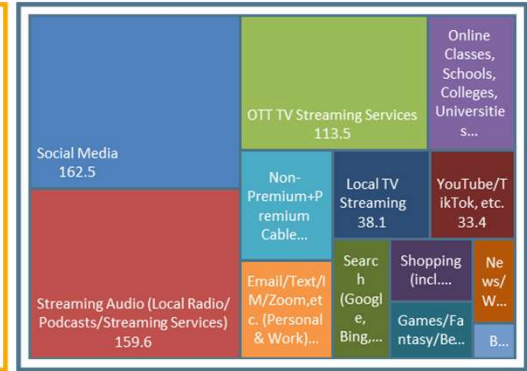 Social Media
162.5
Streaming Audio (Local Radio/
Podcasts/Streaming Services)
159.6
OTT TV Streaming Services
113.5
Online
Classes,
Schools,
Colleges,
Universitie
s...
Non-
Premium+P
remium
Cable...
Local TV
Streaming
38.1
YouTube/T
ikTok, etc.
33.4
Email/Text/I
M/Zoom,et
c. (Personal
& Work)...
Searc
h
(Googl
e,
Bing,...
Shopping
(incl....
Ne
ws/
W...
Games/Fa
ntasy/Be...
B...